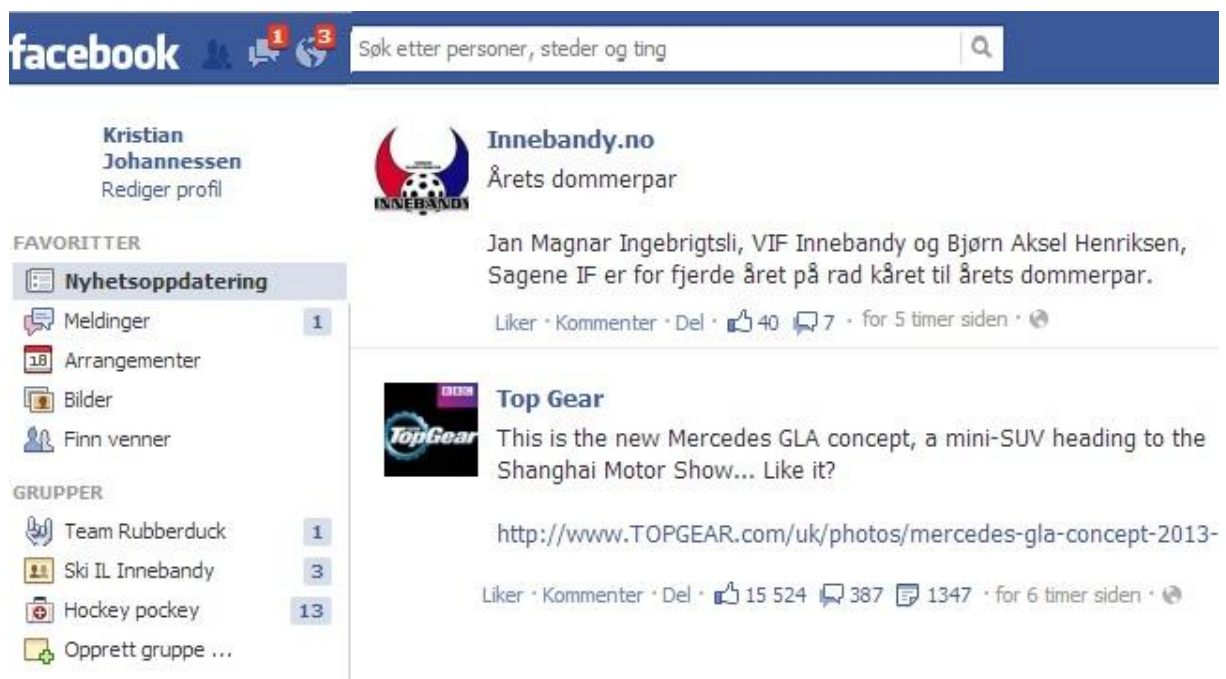 facebook
1
3
Søk etter personer, steder og ting
Kristian
Johannessen
Rediger profil
FAVORITTER
Nyhetsoppdatering
Meldinger 1
18 Arrangementer
Bilder
Finn venner
GRUPPER
Team Rubberduck 1
Ski IL Innebandy 3
Hockey pockey 13
Opprett gruppe ...
INNEBANDY
Innebandy.no
Årets dommerpar
Jan Magnar Ingebrigtsli, VIF Innebandy og Bjørn Aksel Henriksen,
Sagene IF er for fjerde året på rad kåret til årets dommerpar.
Liker · Kommenter · Del · 40 7 · for 5 timer siden ·
BBC
TopGear
Top Gear
This is the new Mercedes GLA concept, a mini-SUV heading to the
Shanghai Motor Show... Like it?
http://www.TOPGEAR.com/uk/photos/mercedes-gla-concept-2013-
Liker · Kommenter · Del · 15 524 387 1347 · for 6 timer siden ·